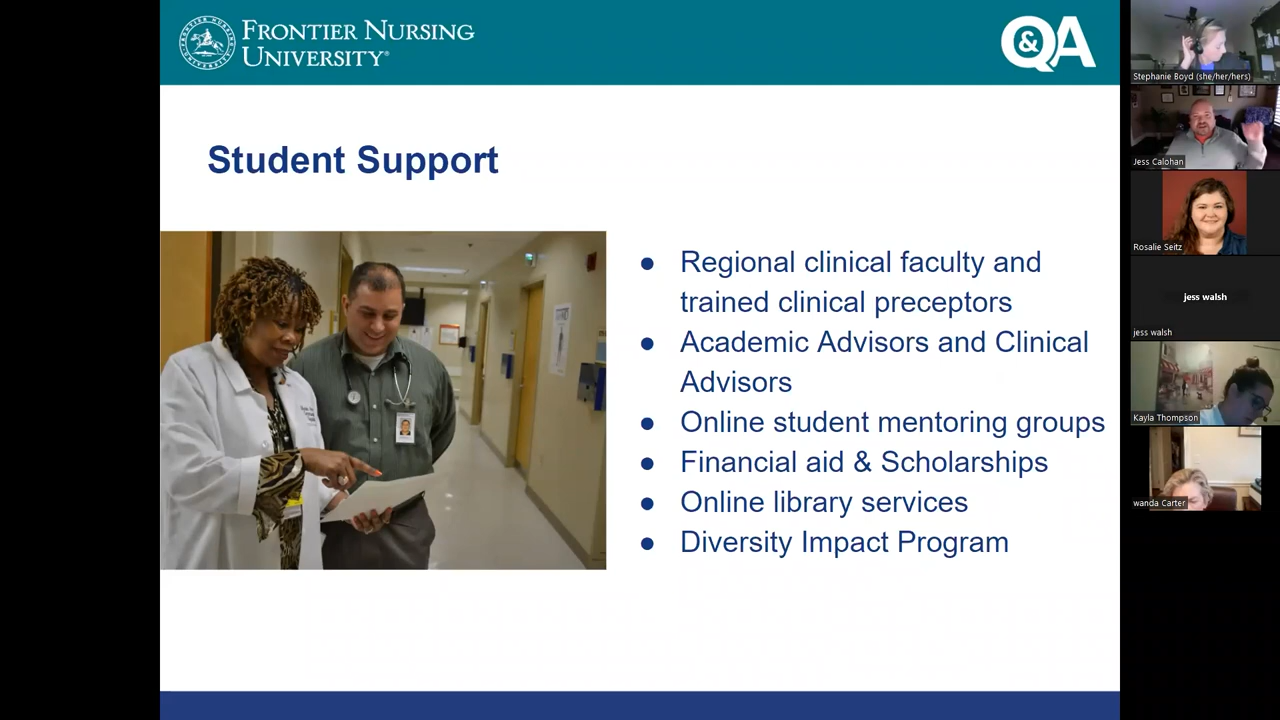 FRONTIER NURSING
UNIVERSITY®
Q&A
Student Support
● Regional clinical faculty and
trained clinical preceptors
● Academic Advisors and Clinical
Advisors
● Online student mentoring groups
● Financial aid & Scholarships
● Online library services
● Diversity Impact Program
Stephanie Boyd (she/her/hers)
Jess Calohan
Rosalie Seitz
jess walsh
jess walsh
Kayla Thompson
wanda Carter